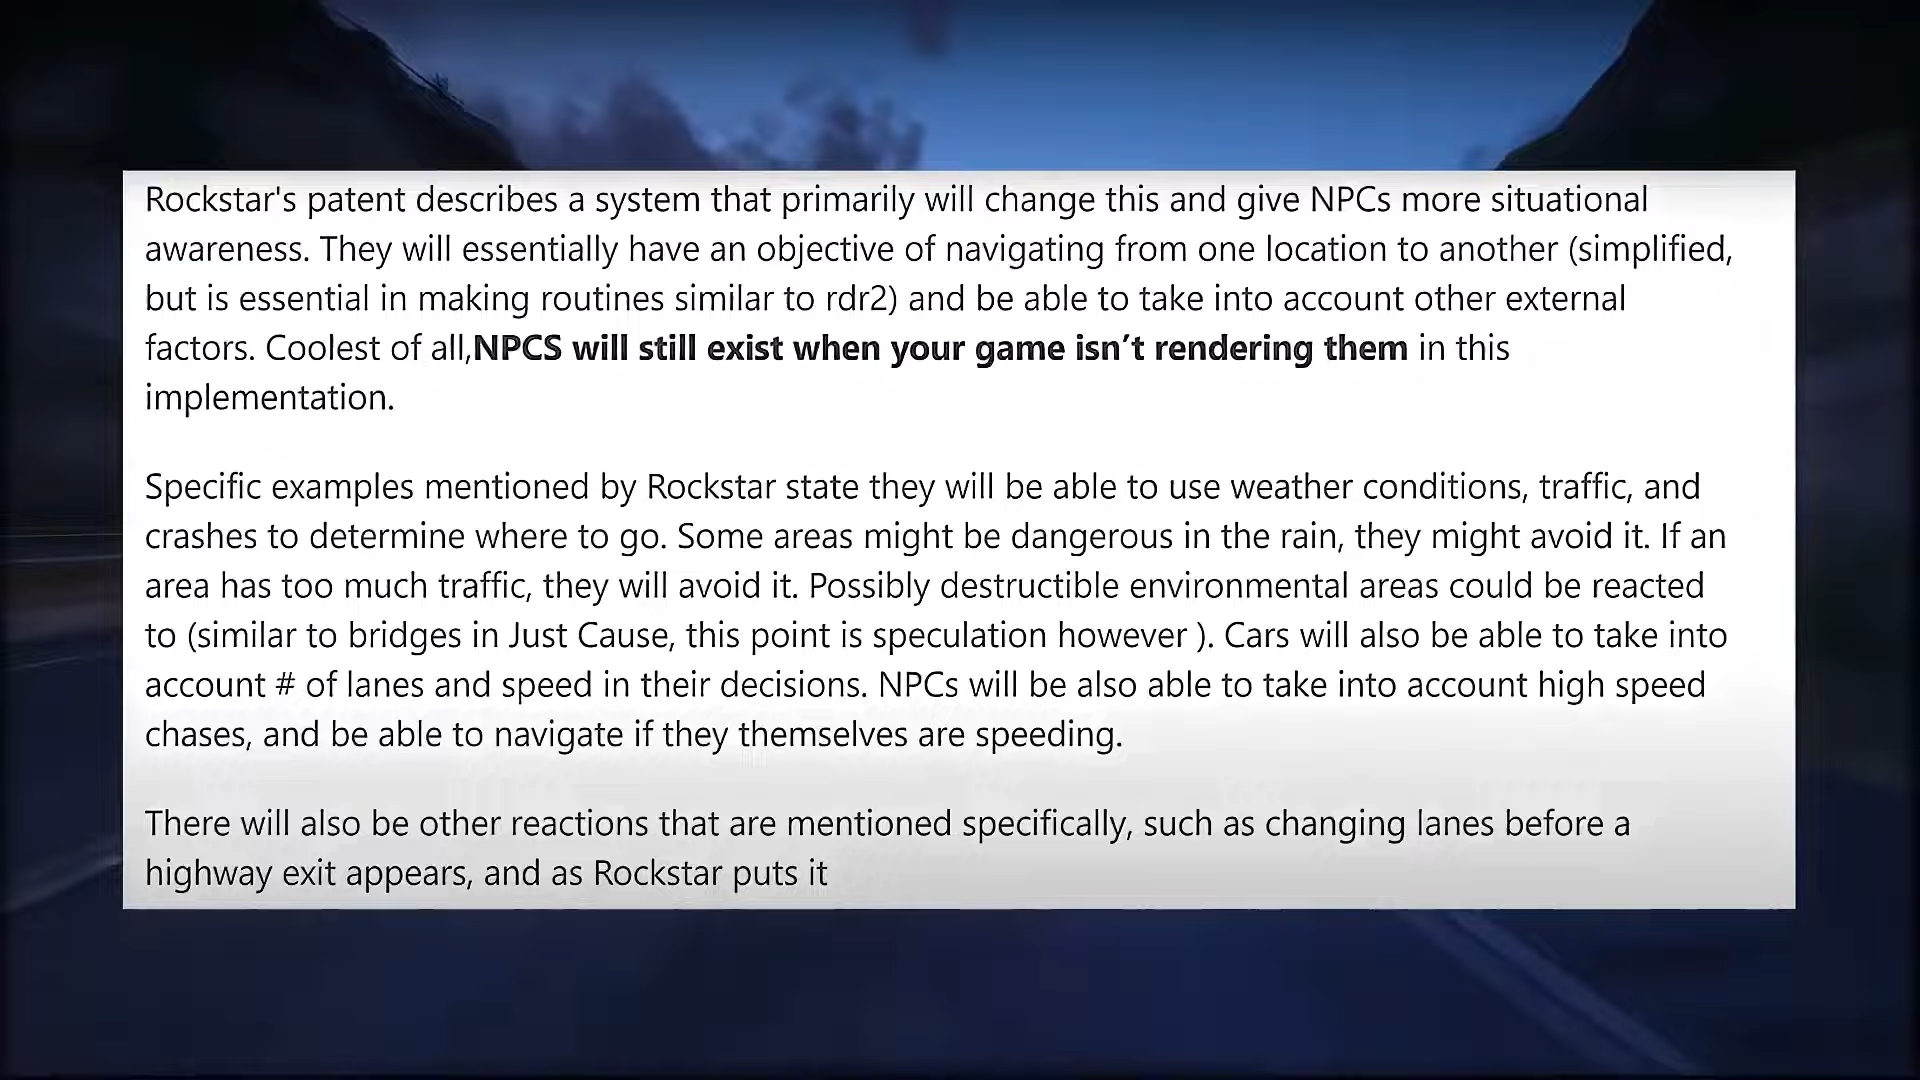 Rockstar's patent describes a system that primarily will change this and give NPCs more situational
awareness. They will essentially have an objective of navigating from one location to another (simplified,
but is essential in making routines similar to rdr2) and be able to take into account other external
factors. Coolest of all,NPCS will still exist when your game isn’t rendering them in this
implementation.
Specific examples mentioned by Rockstar state they will be able to use weather conditions, traffic, and
crashes to determine where to go. Some areas might be dangerous in the rain, they might avoid it. If an
area has too much traffic, they will avoid it. Possibly destructible environmental areas could be reacted
to (similar to bridges in Just Cause, this point is speculation however ). Cars will also be able to take into
account # of lanes and speed in their decisions. NPCs will be also able to take into account high speed
chases, and be able to navigate if they themselves are speeding.
There will also be other reactions that are mentioned specifically, such as changing lanes before a
highway exit appears, and as Rockstar puts it